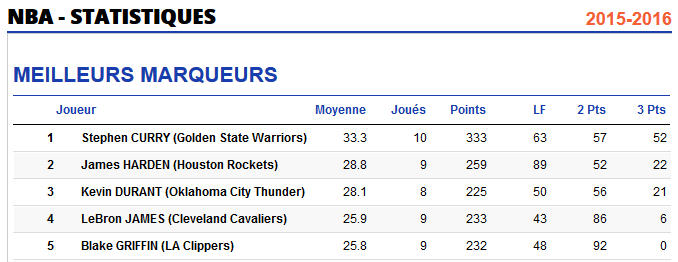 NBA - STATISTIQUES 2015-2016
MEILLEURS MARQUEURS
Joueur Moyenne Joués Points LF 2 Pts 3 Pts
1 Stephen CURRY (Golden State Warriors) 33.3 10 333 63 57 52
2 James HARDEN (Houston Rockets) 28.8 9 259 89 52 22
3 Kevin DURANT (Oklahoma City Thunder) 28.1 8 225 50 56 21
4 LeBron JAMES (Cleveland Cavaliers) 25.9 9 233 43 86 6
5 Blake GRIFFIN (LA Clippers) 25.8 9 232 48 92 0